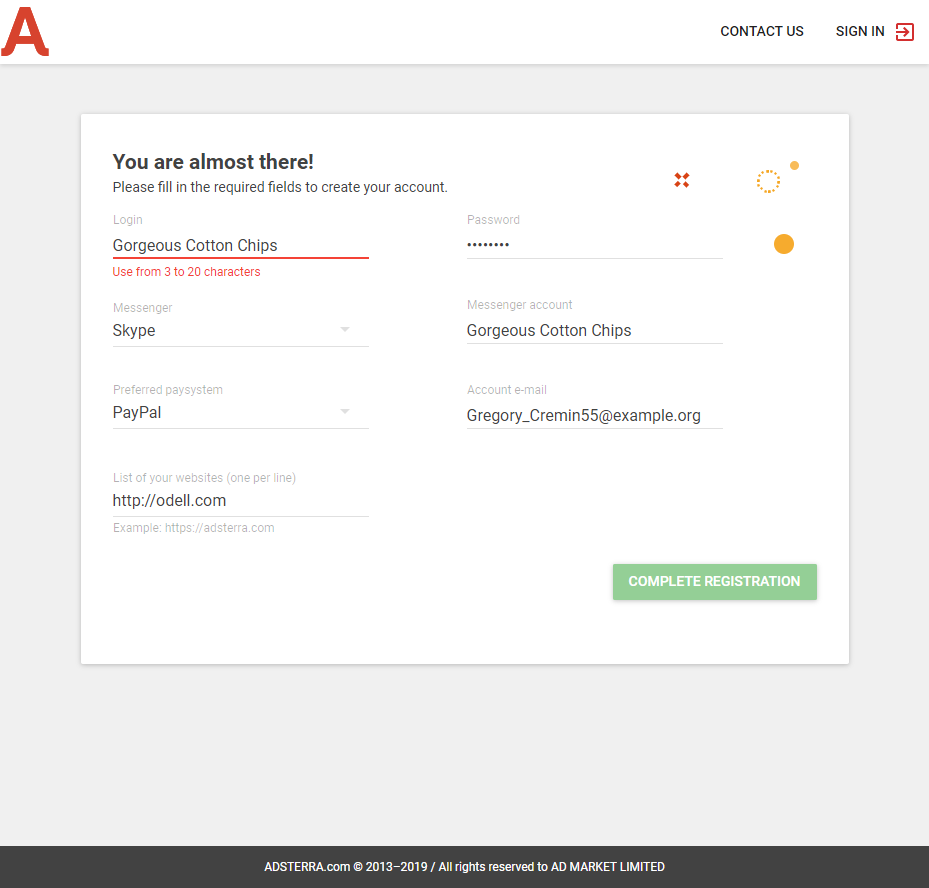 A
CONTACT US
SIGN IN
You are almost there!
Please fill in the required fields to create your account.
Login
Password
Gorgeous Cotton Chips
••••••••
Use from 3 to 20 characters
Messenger
Messenger account
Skype
Gorgeous Cotton Chips
Preferred paysystem
Account e-mail
PayPal
Gregory_Cremin55@example.org
List of your websites (one per line)
http://odell.com
Example: https://adsterra.com
COMPLETE REGISTRATION
ADSTERRA.com © 2013–2019 / All rights reserved to AD MARKET LIMITED